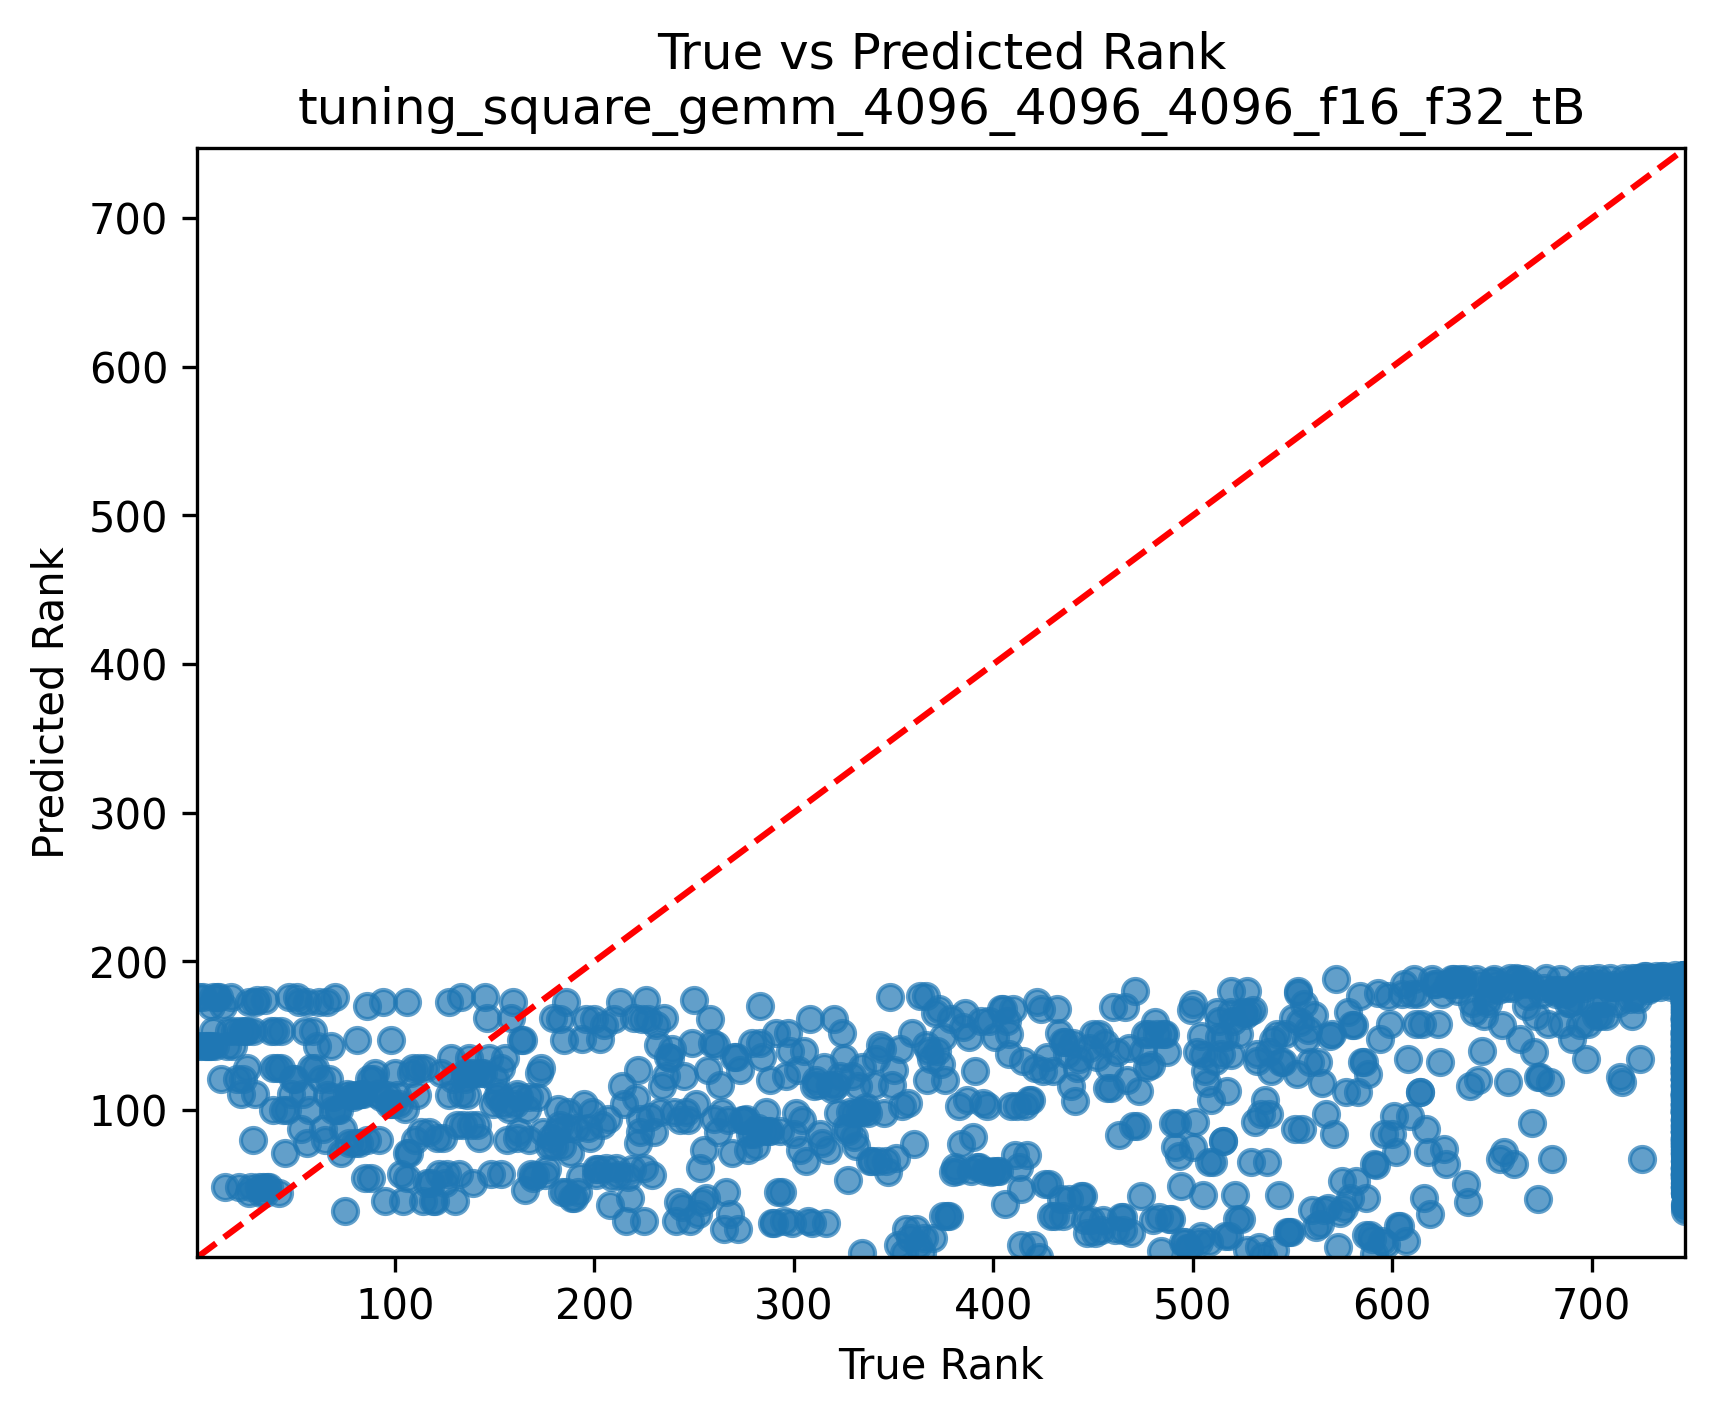 True vs Predicted Rank
tuning_square_gemm_4096_4096_4096_f16_f32_tB
700
600
500
400
300
200
100
Predicted Rank
100 200 300 400 500 600 700
True Rank